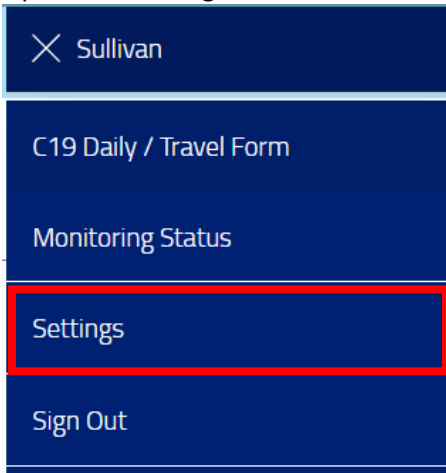 Sullivan
C19 Daily / Travel Form
Monitoring Status
Settings
Sign Out